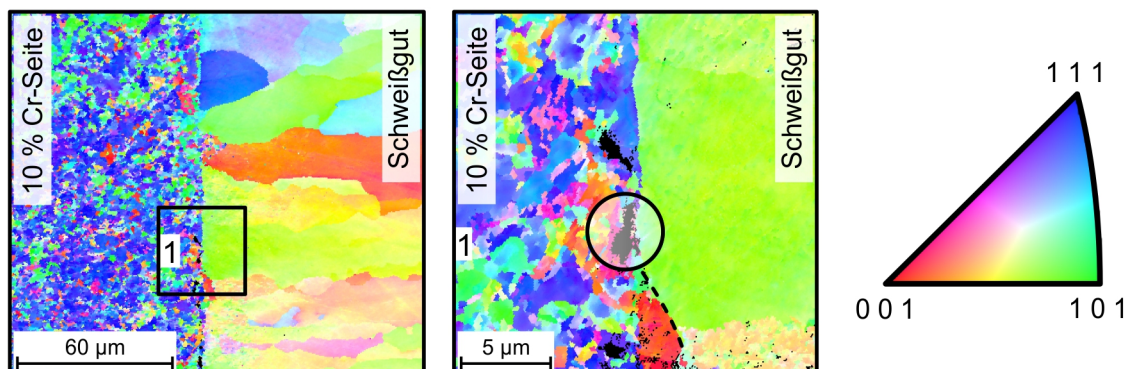 10 % Cr-Seite
Schweißgut
1
60 µm
10 % Cr-Seite
Schweißgut
1
5 µm
1 1 1
0 0 1
1 0 1